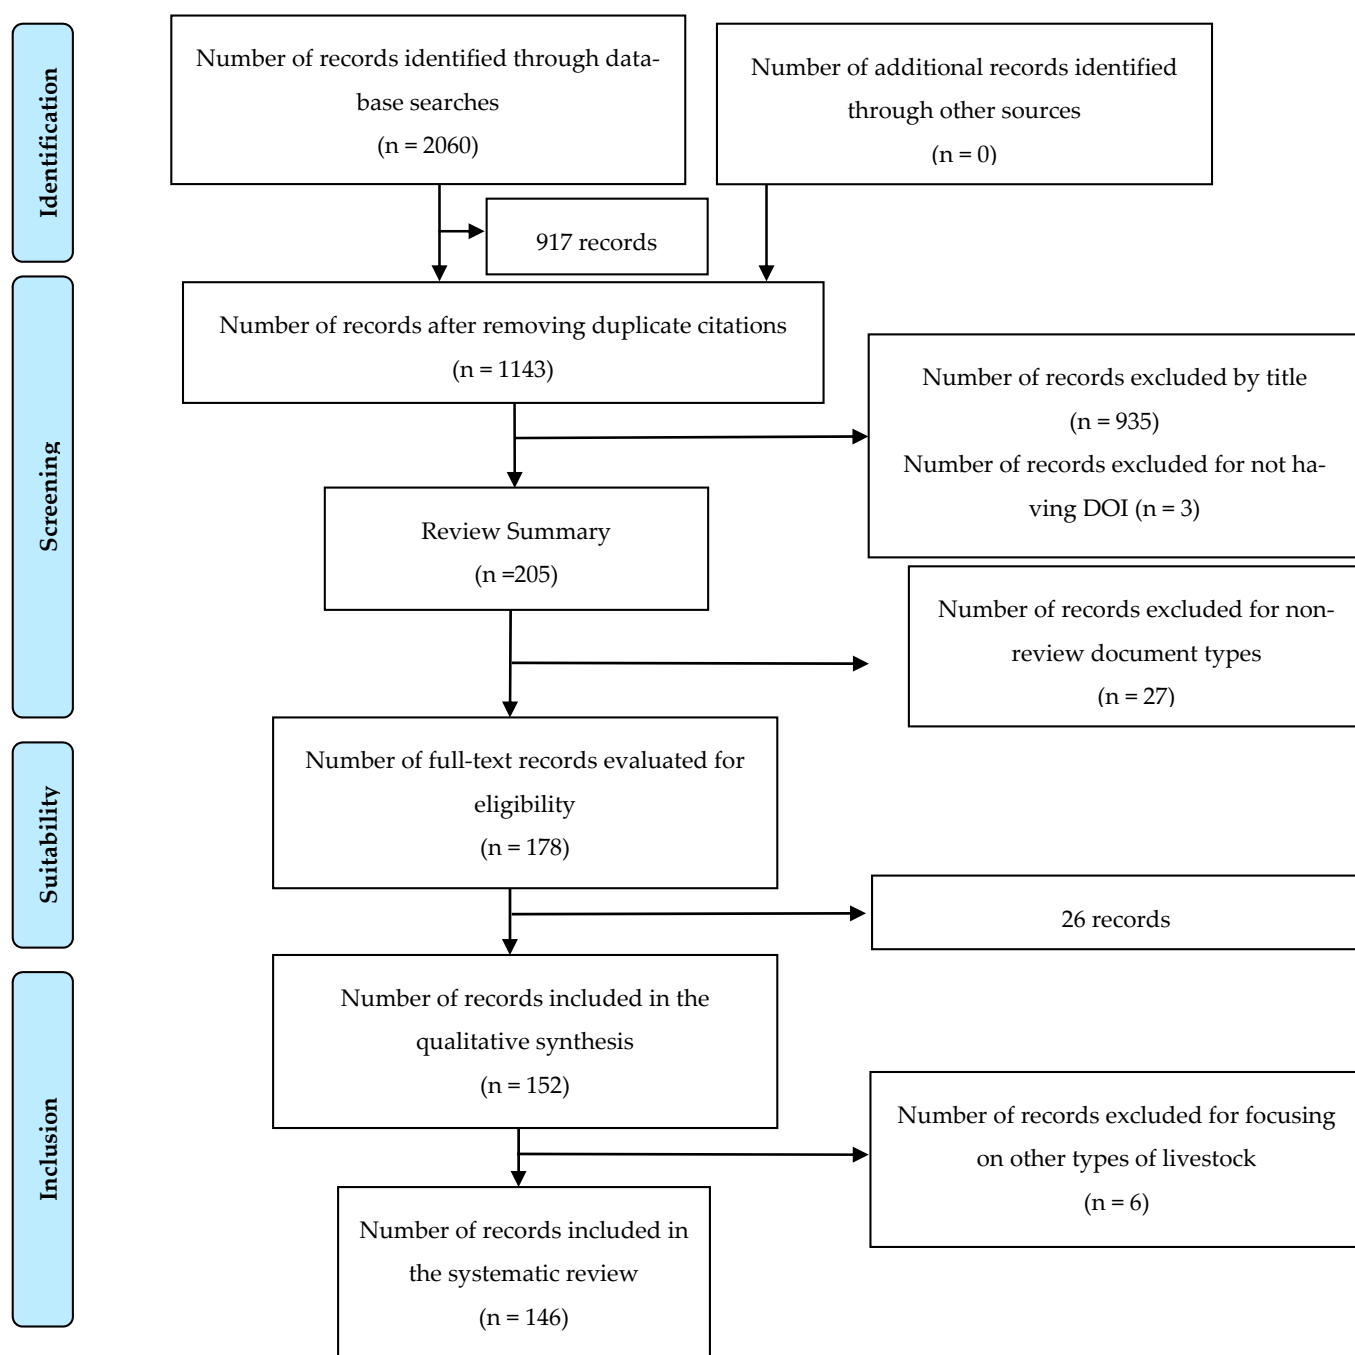 Identification
Number of records identified through data-
base searches
(n = 2060)
Number of additional records identified
through other sources
(n = 0)
917 records
Screening
Number of records after removing duplicate citations
(n = 1143)
Number of records excluded by title
(n = 935)
Number of records excluded for not ha-
ving DOI (n = 3)
Review Summary
(n =205)
Number of records excluded for non-
review document types
(n = 27)
Suitability
Number of full-text records evaluated for
eligibility
(n = 178)
26 records
Inclusion
Number of records included in the
qualitative synthesis
(n = 152)
Number of records excluded for focusing
on other types of livestock
(n = 6)
Number of records included in
the systematic review
(n = 146)